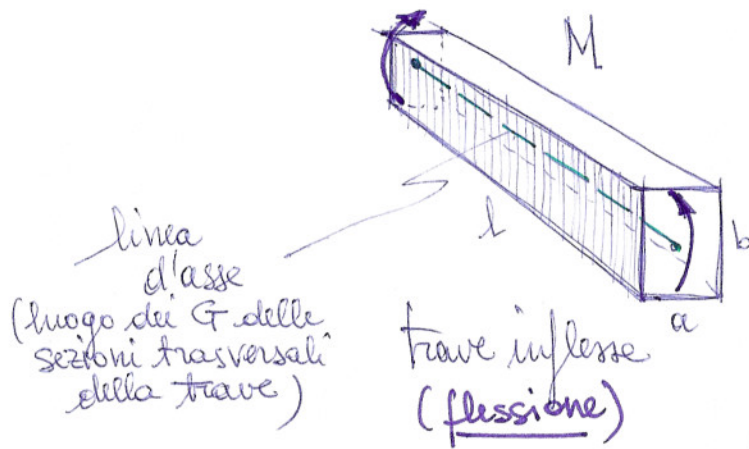 M
l
b
a
linea
d'asse
(luogo dei G delle
sezioni trasversali
della trave)
trave inflessa
(flessione)